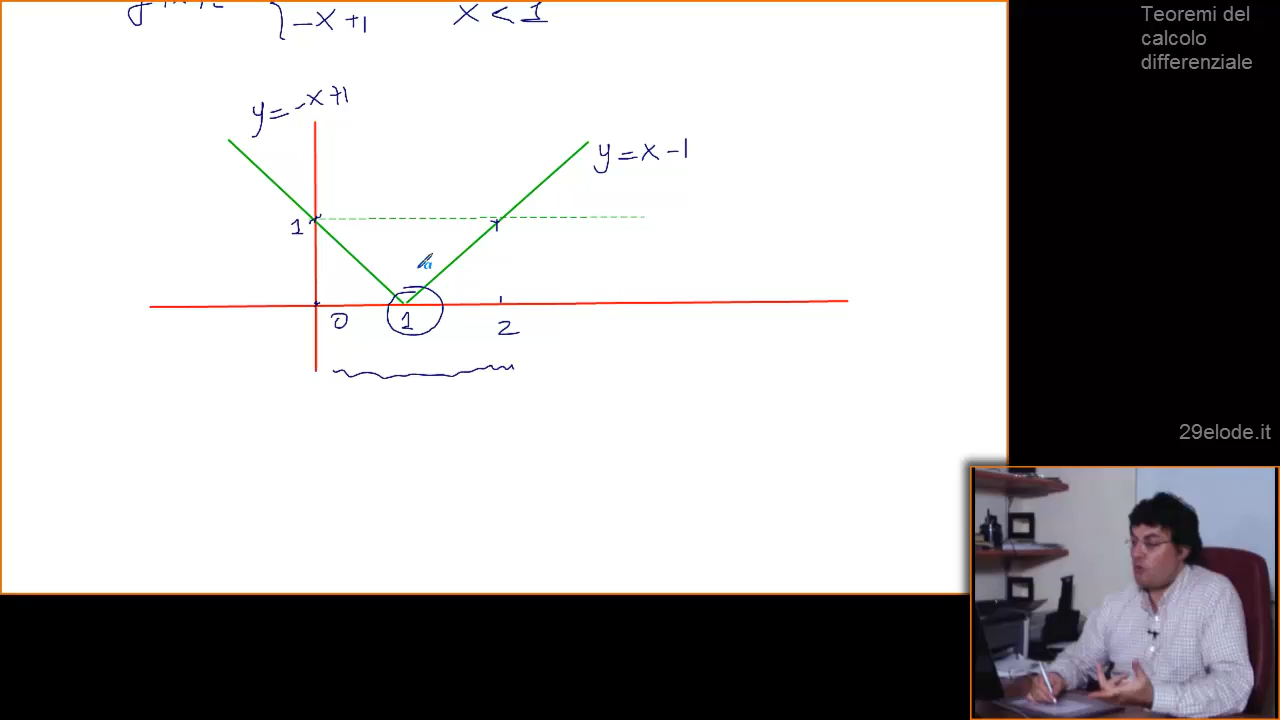 -x+1 x < 1
y=-x+1
y=x-1
1
0 1 2
Teoremi del
calcolo
differenziale
29elode.it